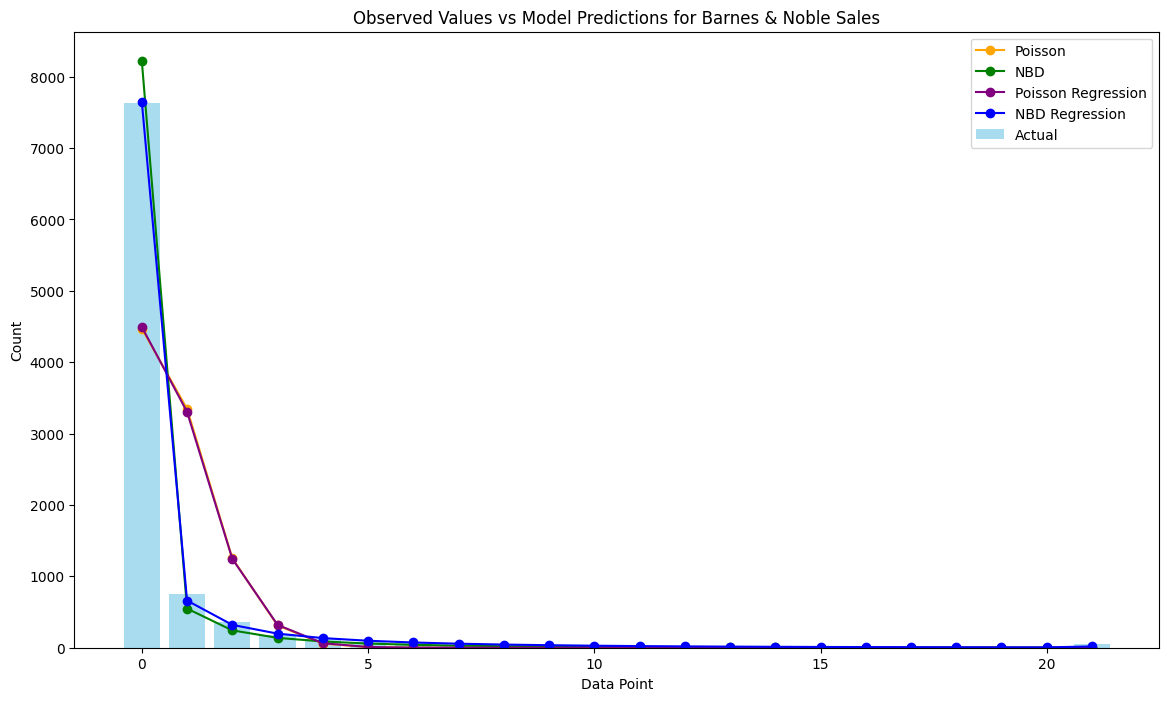 Observed Values vs Model Predictions for Barnes & Noble Sales
Poisson
NBD
Poisson Regression
NBD Regression
Actual
Count
8000
7000
6000
5000
4000
3000
2000
1000
0
0
5
10
15
20
Data Point